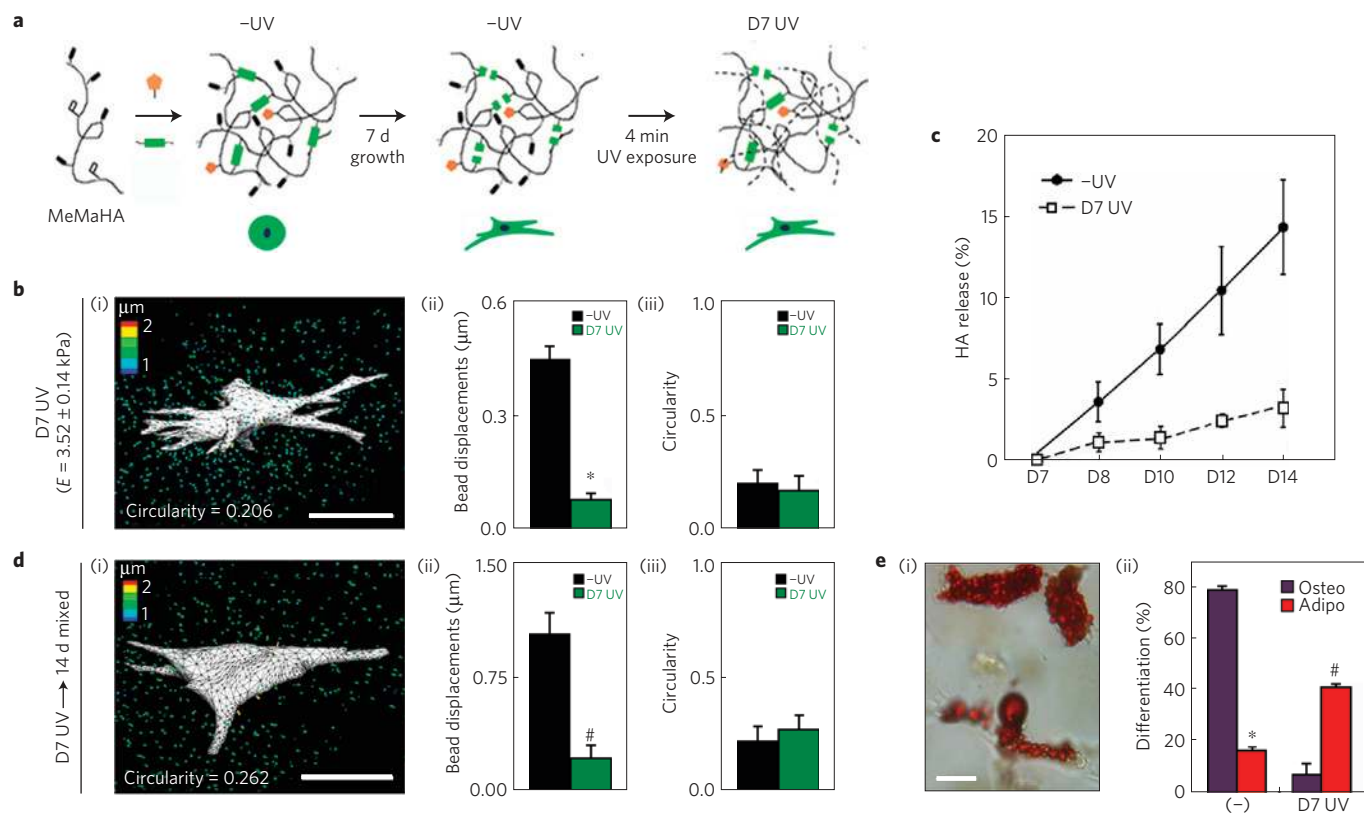 a
−UV
−UV
D7 UV
7 d
growth
4 min
UV exposure
MeMaHA
b
(i)
μm
2
1
D7 UV
(E = 3.52 ± 0.14 kPa)
Circularity = 0.206
(ii)
0.6
0.3
0.0
Bead displacements (μm)
−UV
D7 UV
*
(iii)
1.0
0.5
0.0
Circularity
−UV
D7 UV
c
20
15
10
5
0
HA release (%)
−UV
D7 UV
D7 D8 D10 D12 D14
d
(i)
μm
2
1
D7 UV → 14 d mixed
Circularity = 0.262
(ii)
1.50
0.75
0.00
Bead displacements (μm)
−UV
D7 UV
#
(iii)
1.0
0.5
0.0
Circularity
−UV
D7 UV
e
(i)
(ii)
80
60
40
20
0
Differentiation (%)
Osteo
Adipo
*
#
(−) D7 UV